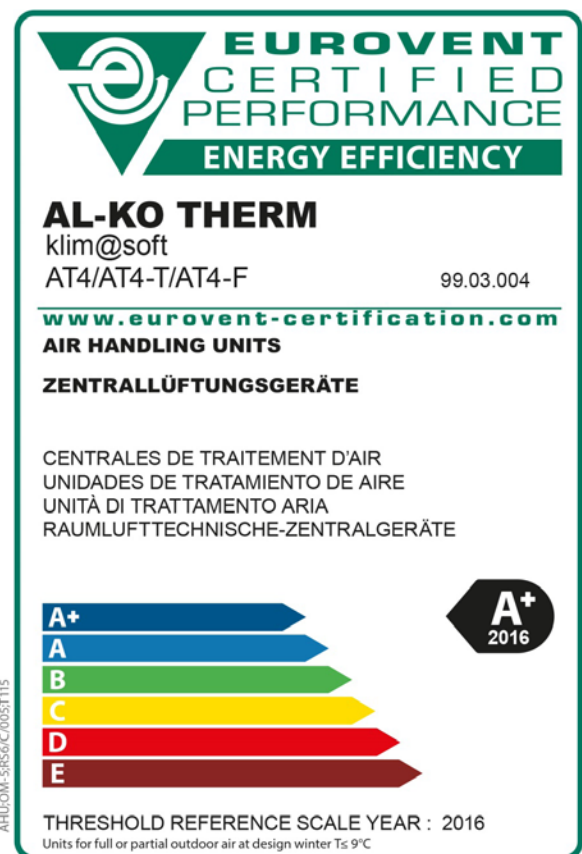 EUROVENT
CERTIFIED
PERFORMANCE
ENERGY EFFICIENCY
AL-KO THERM
klim@soft
AT4/AT4-T/AT4-F 99.03.004
www.eurovent-certification.com
AIR HANDLING UNITS
ZENTRALLÜFTUNGSGERÄTE
CENTRALES DE TRAITEMENT D'AIR
UNIDADES DE TRATAMIENTO DE AIRE
UNITÀ DI TRATTAMENTO ARIA
RAUMLUFTTECHNISCHE-ZENTRALGERÄTE
A+
A
B
C
D
E
A+
2016
THRESHOLD REFERENCE SCALE YEAR : 2016
Units for full or partial outdoor air at design winter T≤ 9°C